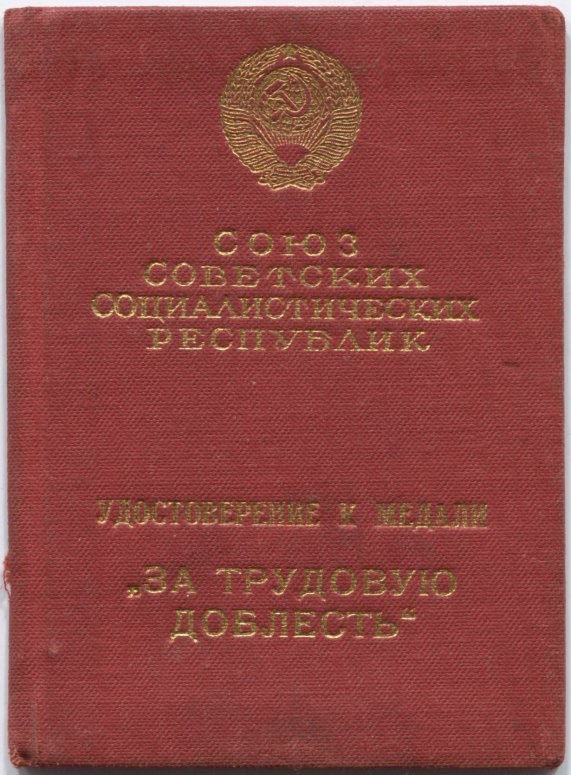 СОЮЗ
СОВЕТСКИХ
СОЦИАЛИСТИЧЕСКИХ
РЕСПУБЛИК
УДОСТОВЕРЕНИЕ К МЕДАЛИ
„ЗА ТРУДОВУЮ
ДОБЛЕСТЬ“